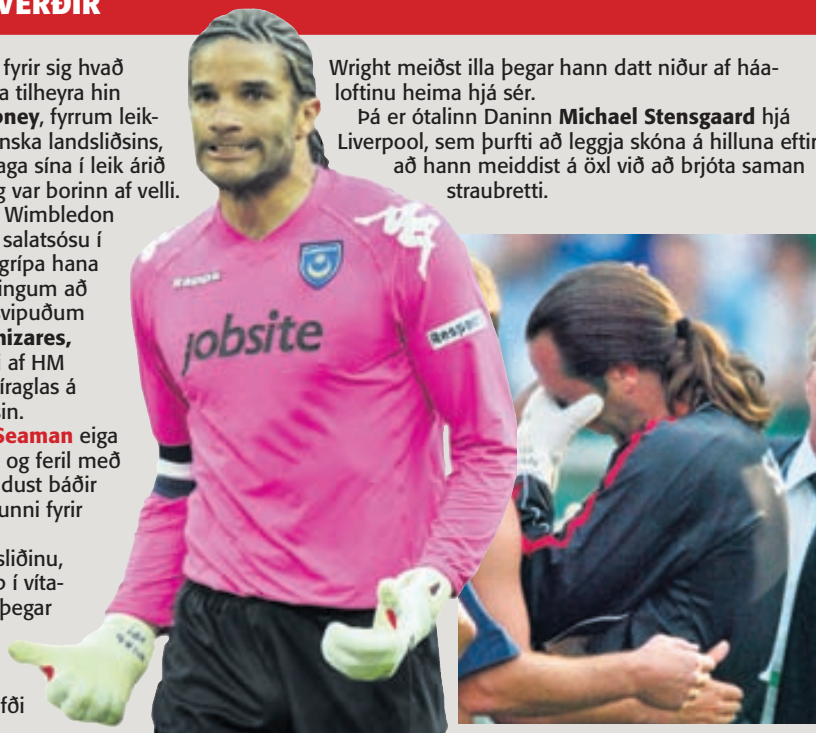 VERÐIR
fyrir sig hvað
a tilheyra hin
oney, fyrrum leik-
nska landsliðsins,
aga sína í leik árið
g var borinn af velli.
Wimbledon
salatsósu í
grípa hana
ingum að
svipuðum
nizares,
i af HM
íraglas á
sin.
Seaman eiga
og feril með
dust báðir
unni fyrir
sliðinu,
í víta-
þegar
fði
Wright meiðst illa þegar hann datt niður af háa-
loftinu heima hjá sér.
Þá er ótalinn Daninn Michael Stensgaard hjá
Liverpool, sem þurfti að leggja skóna á hilluna eftir
að hann meiddist á öxl við að brjóta saman
straubretti.
Kappa
jobsite
Respect